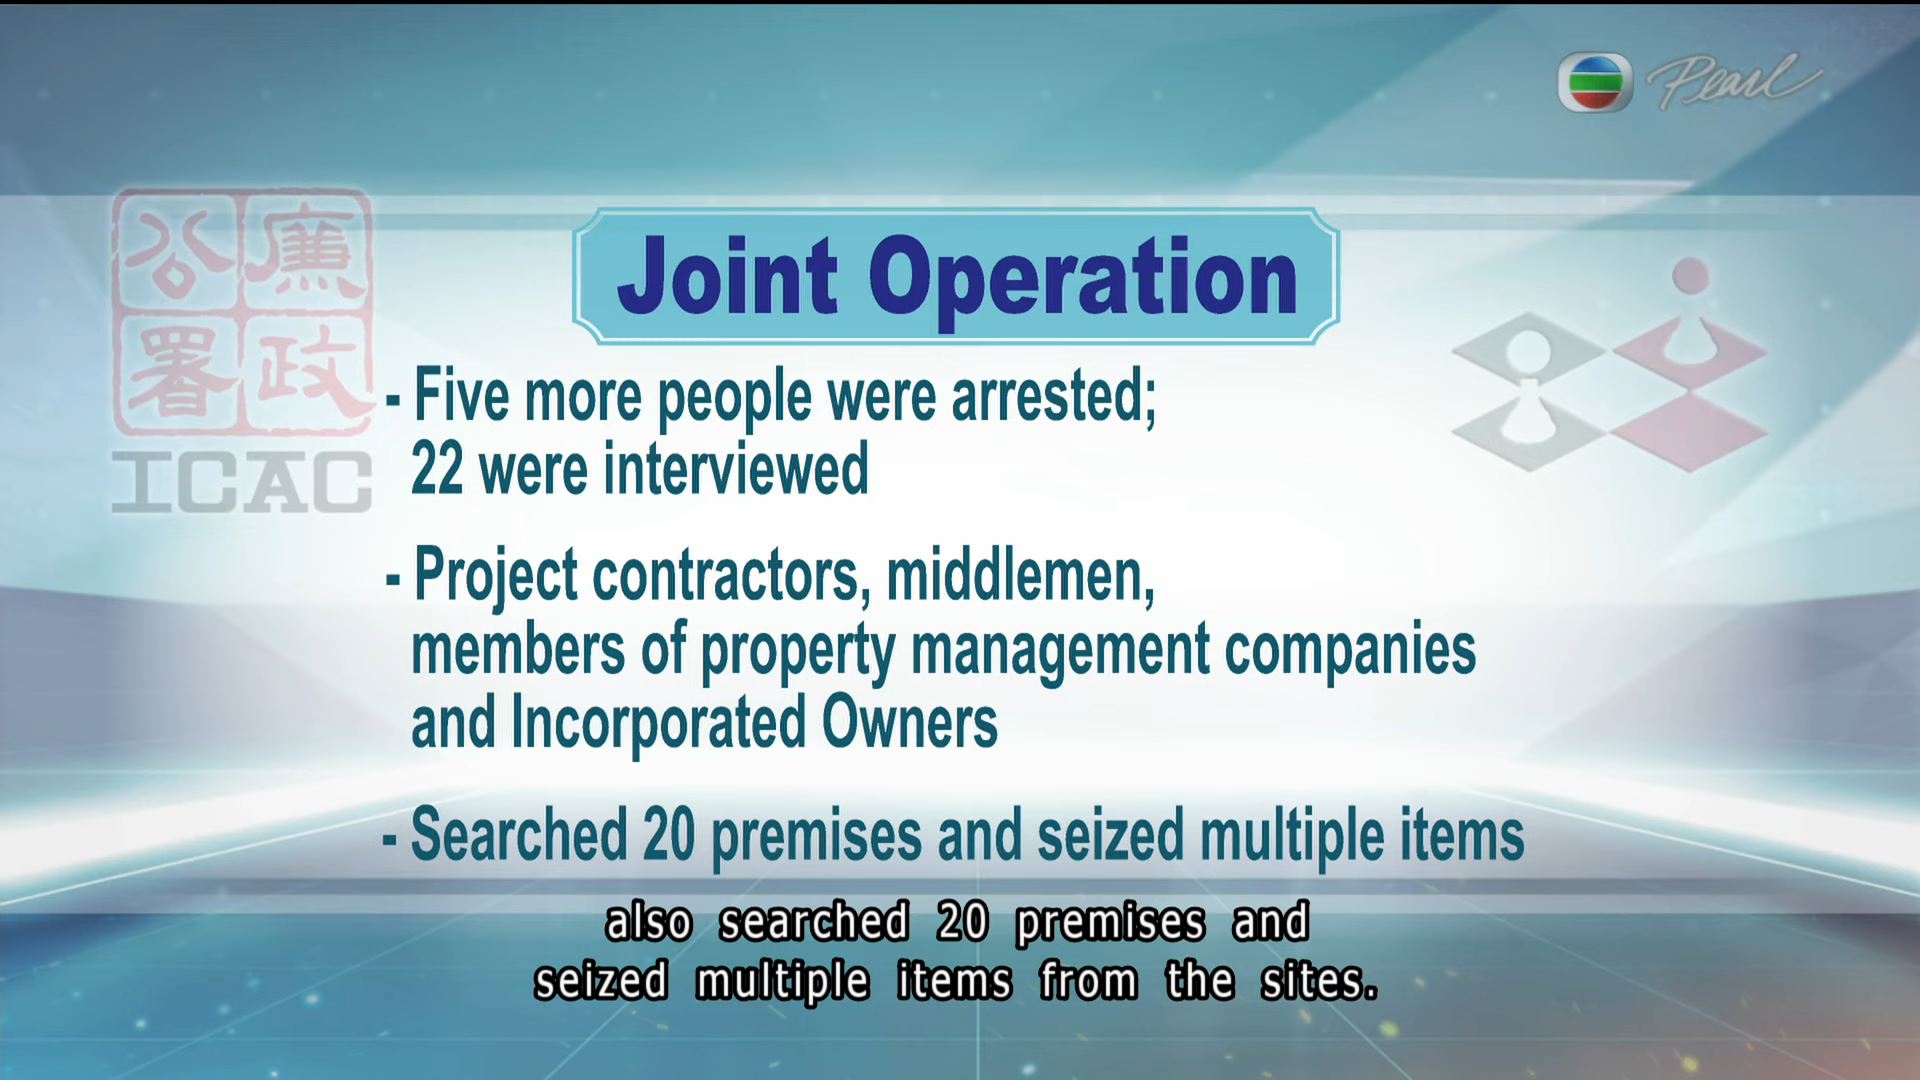 Pearl
公廉
署政
ICAC
Joint Operation
- Five more people were arrested;
22 were interviewed
- Project contractors, middlemen,
members of property management companies
and Incorporated Owners
- Searched 20 premises and seized multiple items
also searched 20 premises and
seized multiple items from the sites.